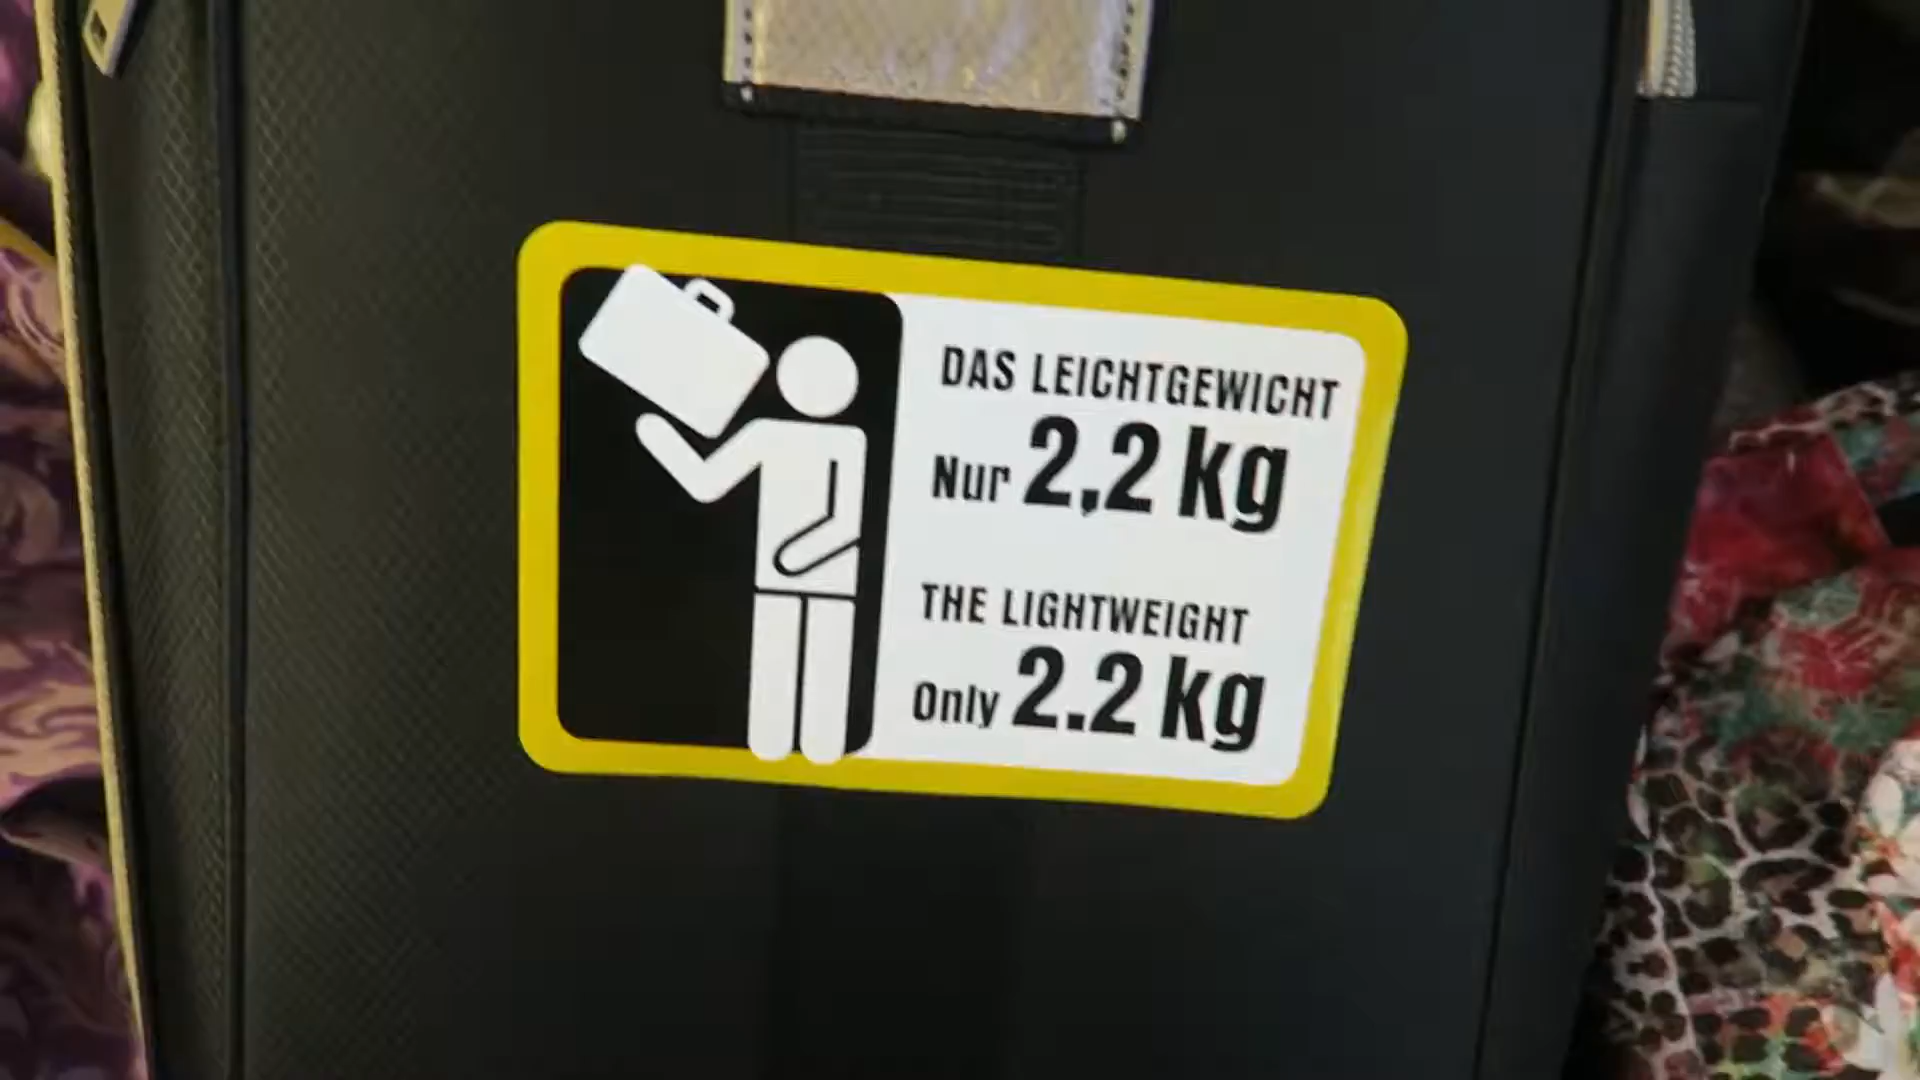 DAS LEICHTGEWICHT
Nur 2,2 kg
THE LIGHTWEIGHT
Only 2.2 kg